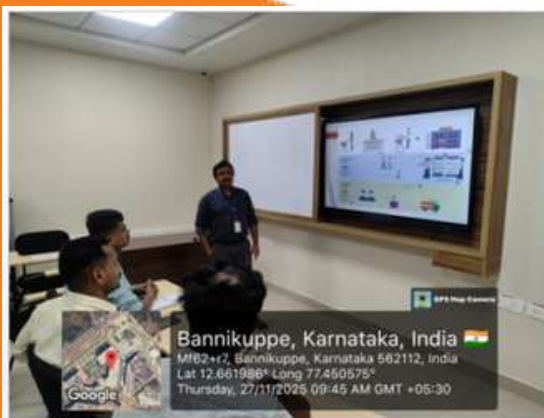 GPS Map Camera
Bannikuppe, Karnataka, India
Mf62+r7, Bannikuppe, Karnataka 562112, India
Lat 12.661986° Long 77.450575°
Thursday, 27/11/2025 09:45 AM GMT +05:30
Google